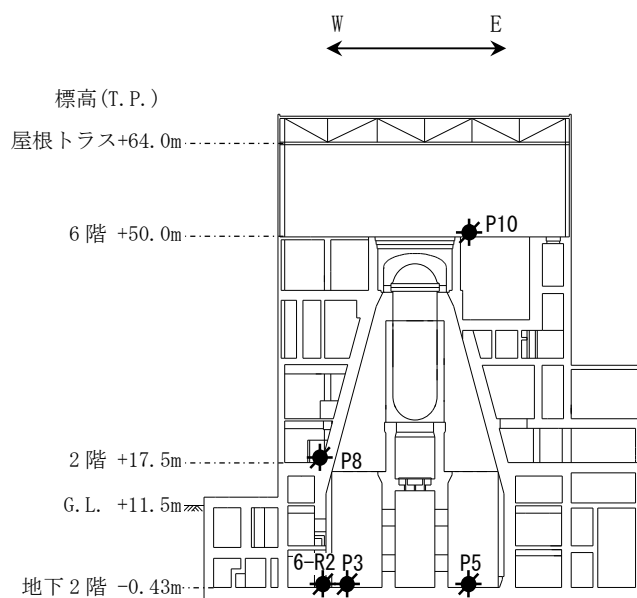 W E
標高(T.P.)
屋根トラス+64.0m
P10
6階 +50.0m
2階 +17.5m
P8
G.L. +11.5m
6-R2 P3 P5
地下2階 -0.43m